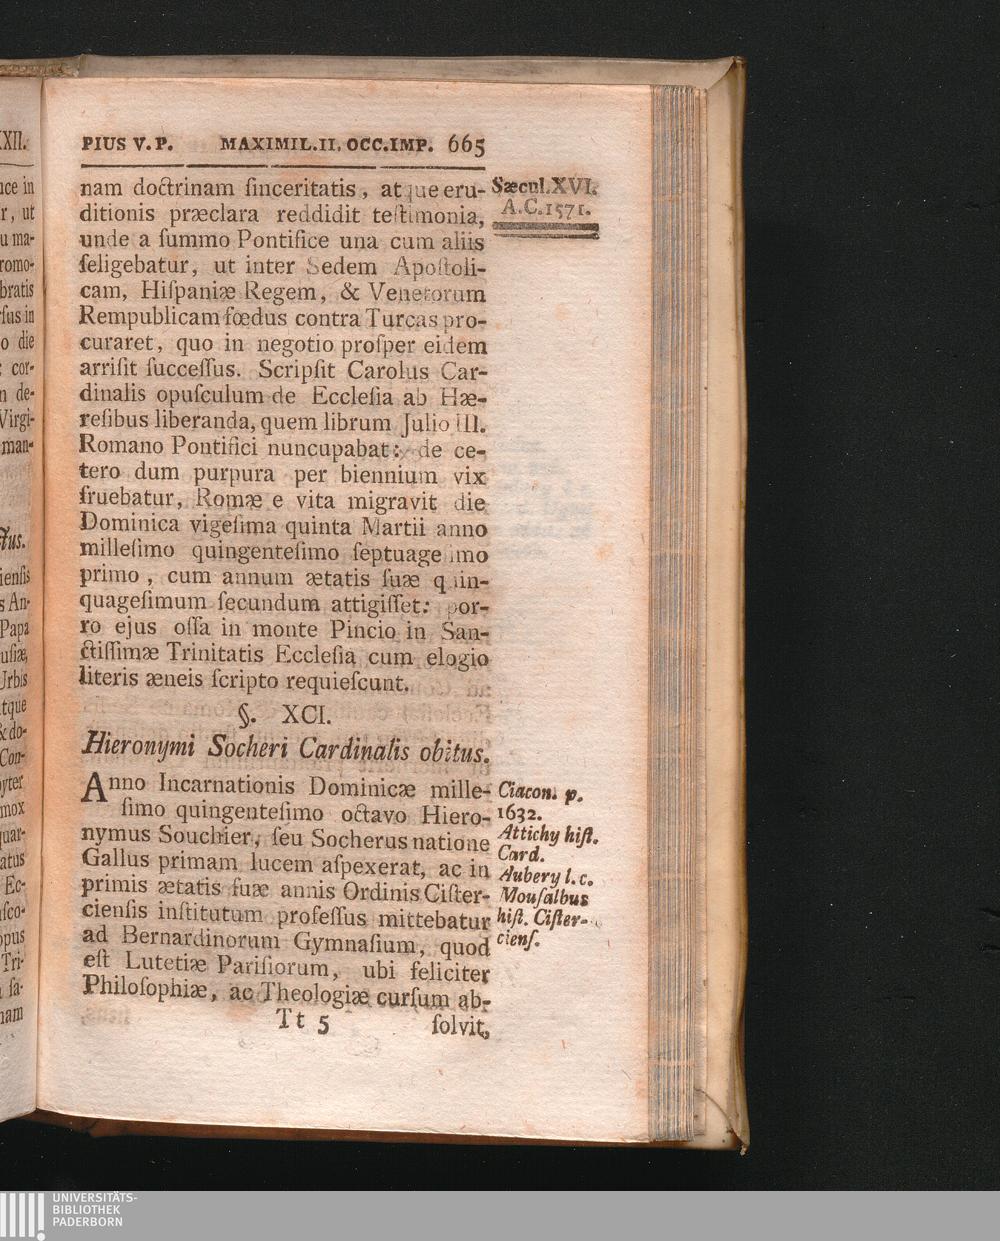 PIUS V. P. MAXIMIL. II. OCC. IMP. 665
Sæcul. XVI.
A. C. 1571.
nam doctrinam ſinceritatis, atque eru-
ditionis præclara reddidit teſtimonia,
unde a ſummo Pontifice una cum aliis
ſeligebatur, ut inter Sedem Apoſtoli-
cam, Hiſpaniæ Regem, & Venetorum
Rempublicam fœdus contra Turcas pro-
curaret, quo in negotio proſper eidem
arriſit ſucceſſus. Scripſit Carolus Car-
dinalis opuſculum de Eccleſia ab Hæ-
reſibus liberanda, quem librum Julio III.
Romano Pontifici nuncupabat: de ce-
tero dum purpura per biennium vix
fruebatur, Romæ e vita migravit die
Dominica vigeſima quinta Martii anno
milleſimo quingenteſimo ſeptuageſimo
primo, cum annum ætatis ſuæ quin-
quageſimum ſecundum attigiſſet: por-
ro ejus oſſa in monte Pincio in San-
ctiſſimæ Trinitatis Eccleſia cum elogio
literis æneis ſcripto requieſcunt.
§. XCI.
Hieronymi Socheri Cardinalis obitus.
Anno Incarnationis Dominicæ mille-
ſimo quingenteſimo octavo Hiero-
nymus Souchier, ſeu Socherus natione
Gallus primam lucem aſpexerat, ac in
primis ætatis ſuæ annis Ordinis Ciſter-
cienſis inſtitutum profeſſus mittebatur
ad Bernardinorum Gymnaſium, quod
eſt Lutetiæ Pariſiorum, ubi feliciter
Philoſophiæ, ac Theologiæ curſum ab-
Tt 5 ſolvit,
Ciacon. p.
1632.
Attichy hiſt.
Card.
Aubery l. c.
Mouſalbus
hiſt. Ciſter-
cienſ.
UNIVERSITÄTS-
BIBLIOTHEK
PADERBORN